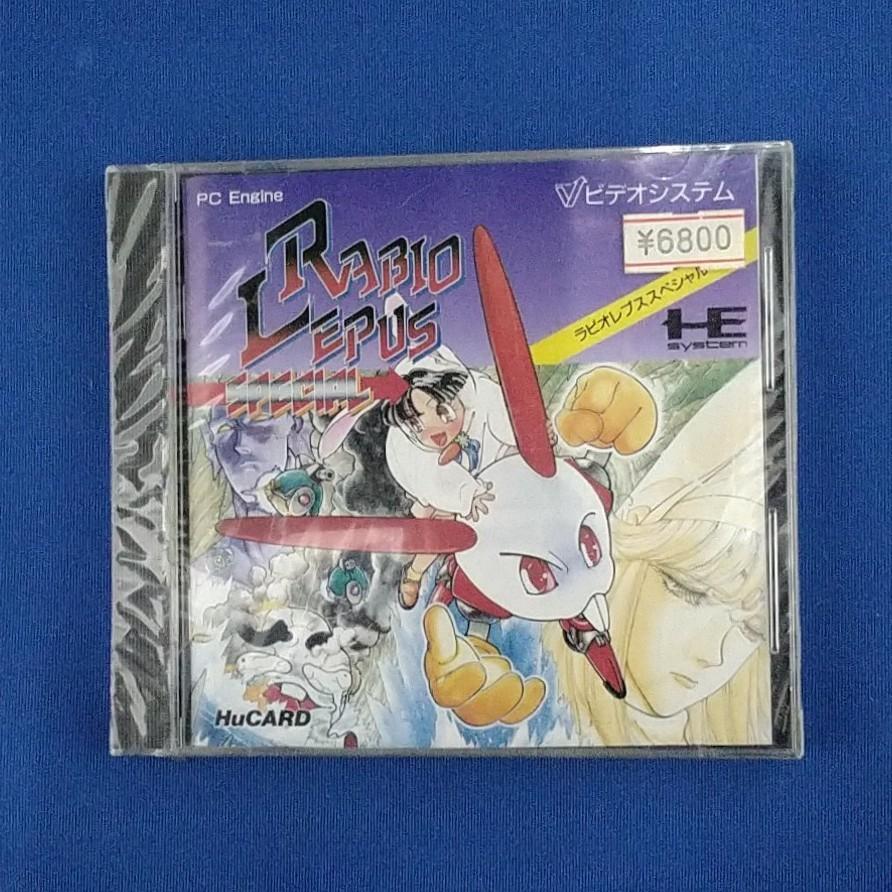 PC Engine
ビデオシステム
¥6800
RABIO
LEPUS
SPECIAL
ラビオレプススペシャル
HE
system
HuCARD